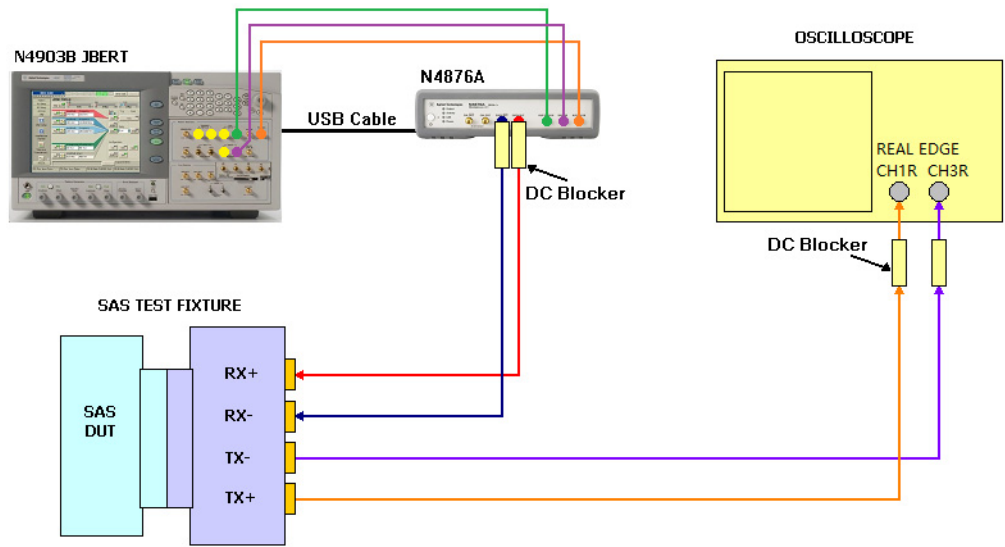 OSCILLOSCOPE
N4903B JBERT
N4876A
USB Cable
REAL EDGE
CH1R CH3R
DC Blocker
DC Blocker
SAS TEST FIXTURE
RX+
SAS
DUT
RX-
TX-
TX+